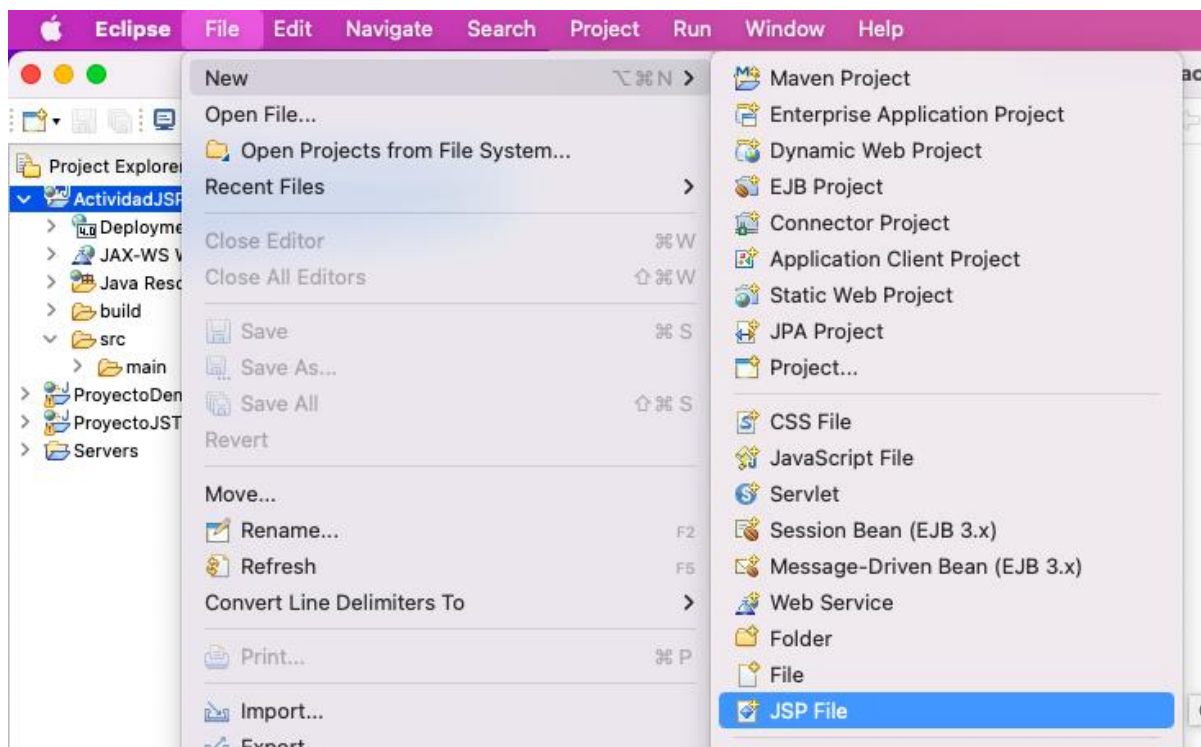 Eclipse File Edit Navigate Search Project Run Window Help
Project Explorer
ActividadJSP
4.0 Deployme
JAX-WS W
Java Reso
build
src
main
ProyectoDen
ProyectoJST
Servers
New ⌥⌘N
Open File...
Open Projects from File System...
Recent Files
Close Editor ⌘W
Close All Editors ⇧⌘W
Save ⌘S
Save As...
Save All ⇧⌘S
Revert
Move...
Rename... F2
Refresh F5
Convert Line Delimiters To
Print... ⌘P
Import...
Export
Maven Project
Enterprise Application Project
Dynamic Web Project
EJB Project
Connector Project
Application Client Project
Static Web Project
JPA Project
Project...
CSS File
JavaScript File
Servlet
Session Bean (EJB 3.x)
Message-Driven Bean (EJB 3.x)
Web Service
Folder
File
JSP File